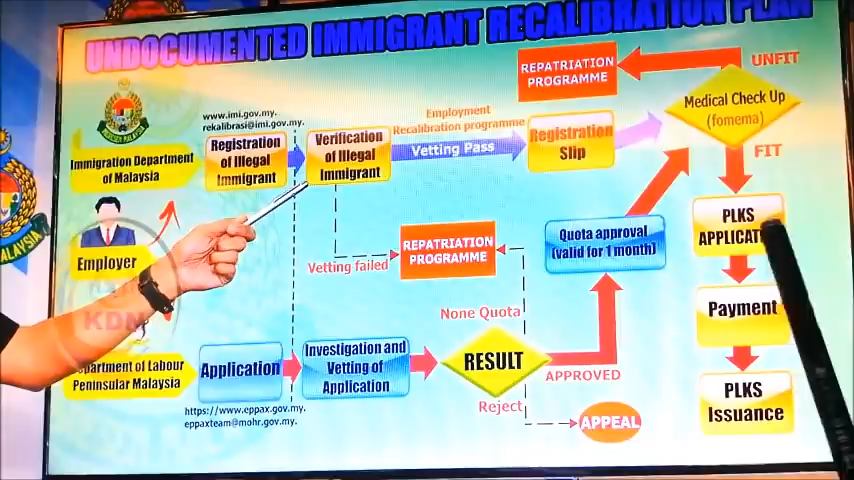 UNDOCUMENTED IMMIGRANT RECALIBRATION PLAN
REPATRIATION
PROGRAMME
UNFIT
Medical Check Up
(fomema)
FIT
www.imi.gov.my.
rekalibrasi@imi.gov.my.
Immigration Department
of Malaysia
Registration
of Illegal
Immigrant
Verification
of Illegal
Immigrant
Employment
Recalibration programme
Vetting Pass
Registration
Slip
Employer
Vetting failed
REPATRIATION
PROGRAMME
Quota approval
(valid for 1 month)
PLKS
Payment
PLKS
Issuance
KDN
of Labour
Peninsular Malaysia
Application
Investigation and
Vetting of
Application
None Quota
RESULT
APPROVED
Reject
APPEAL
https://www.eppax.gov.my/
eppaxteam@mohr.gov.my.